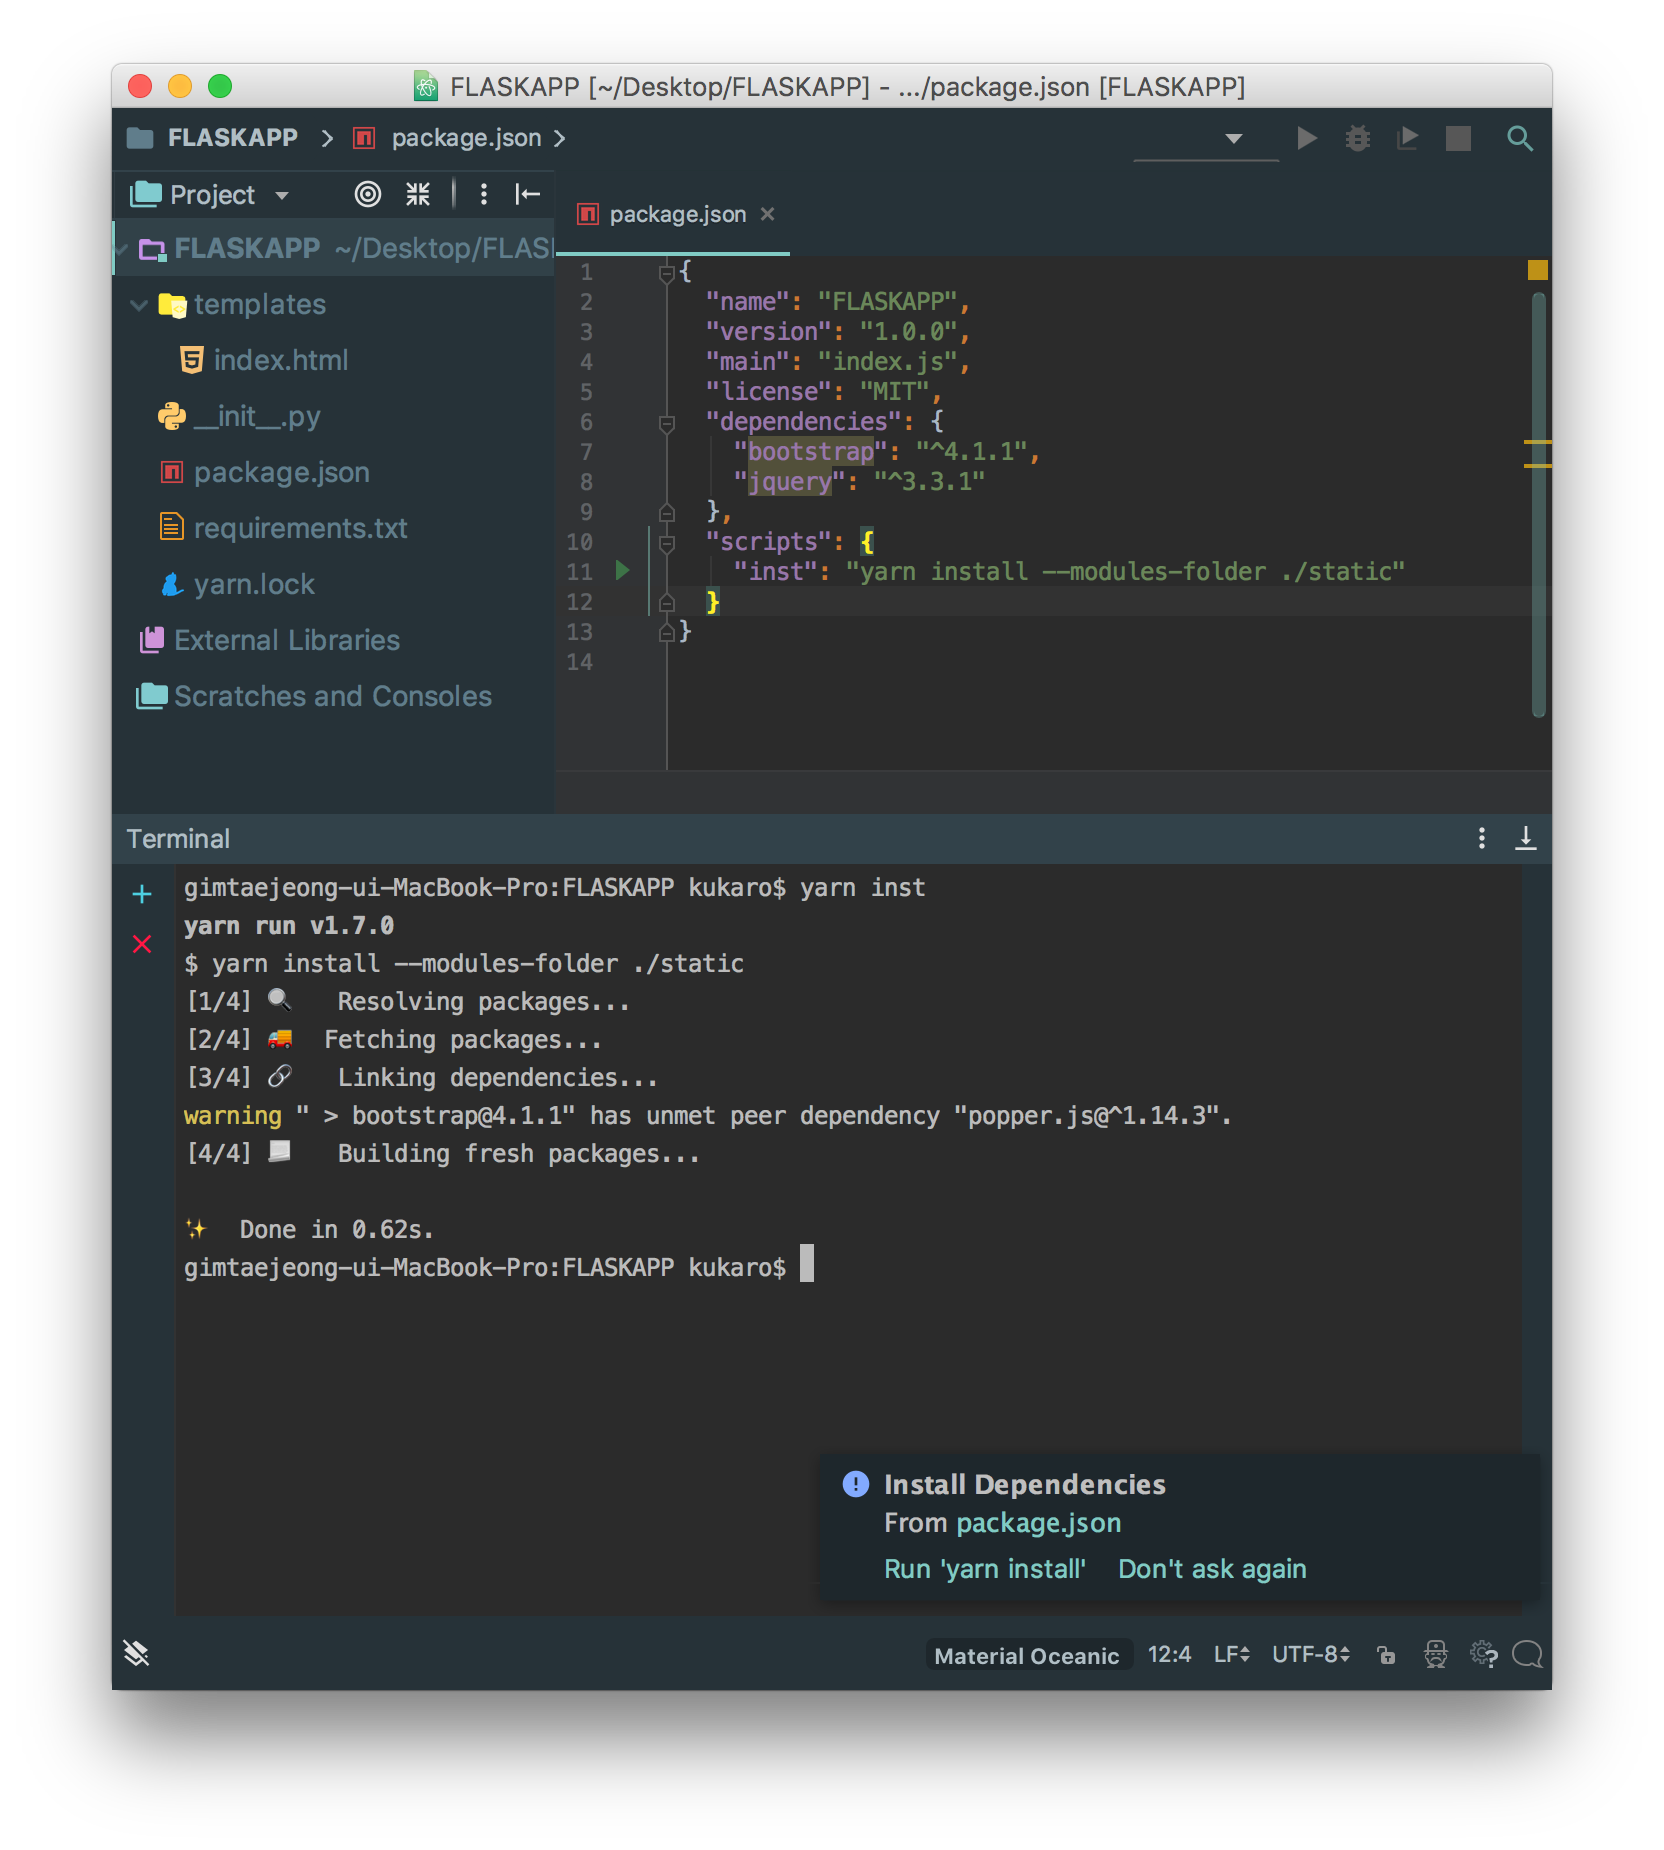 FLASKAPP [~/Desktop/FLASKAPP] - .../package.json [FLASKAPP]
FLASKAPP package.json
Project
package.json
FLASKAPP ~/Desktop/FLAS
templates
index.html
__init__.py
package.json
requirements.txt
yarn.lock
External Libraries
Scratches and Consoles
1 {
2 "name": "FLASKAPP",
3 "version": "1.0.0",
4 "main": "index.js",
5 "license": "MIT",
6 "dependencies": {
7 "bootstrap": "^4.1.1",
8 "jquery": "^3.3.1"
9 },
10 "scripts": {
11 "inst": "yarn install --modules-folder ./static"
12 }
13 }
14
Terminal
gimtaejeong-ui-MacBook-Pro:FLASKAPP kukaro$ yarn inst
yarn run v1.7.0
$ yarn install --modules-folder ./static
[1/4] 🔍 Resolving packages...
[2/4] 🚚 Fetching packages...
[3/4] 🔗 Linking dependencies...
warning " > bootstrap@4.1.1" has unmet peer dependency "popper.js@^1.14.3".
[4/4] 📃 Building fresh packages...
✨ Done in 0.62s.
gimtaejeong-ui-MacBook-Pro:FLASKAPP kukaro$
Install Dependencies
From package.json
Run 'yarn install' Don't ask again
Material Oceanic 12:4 LF UTF-8